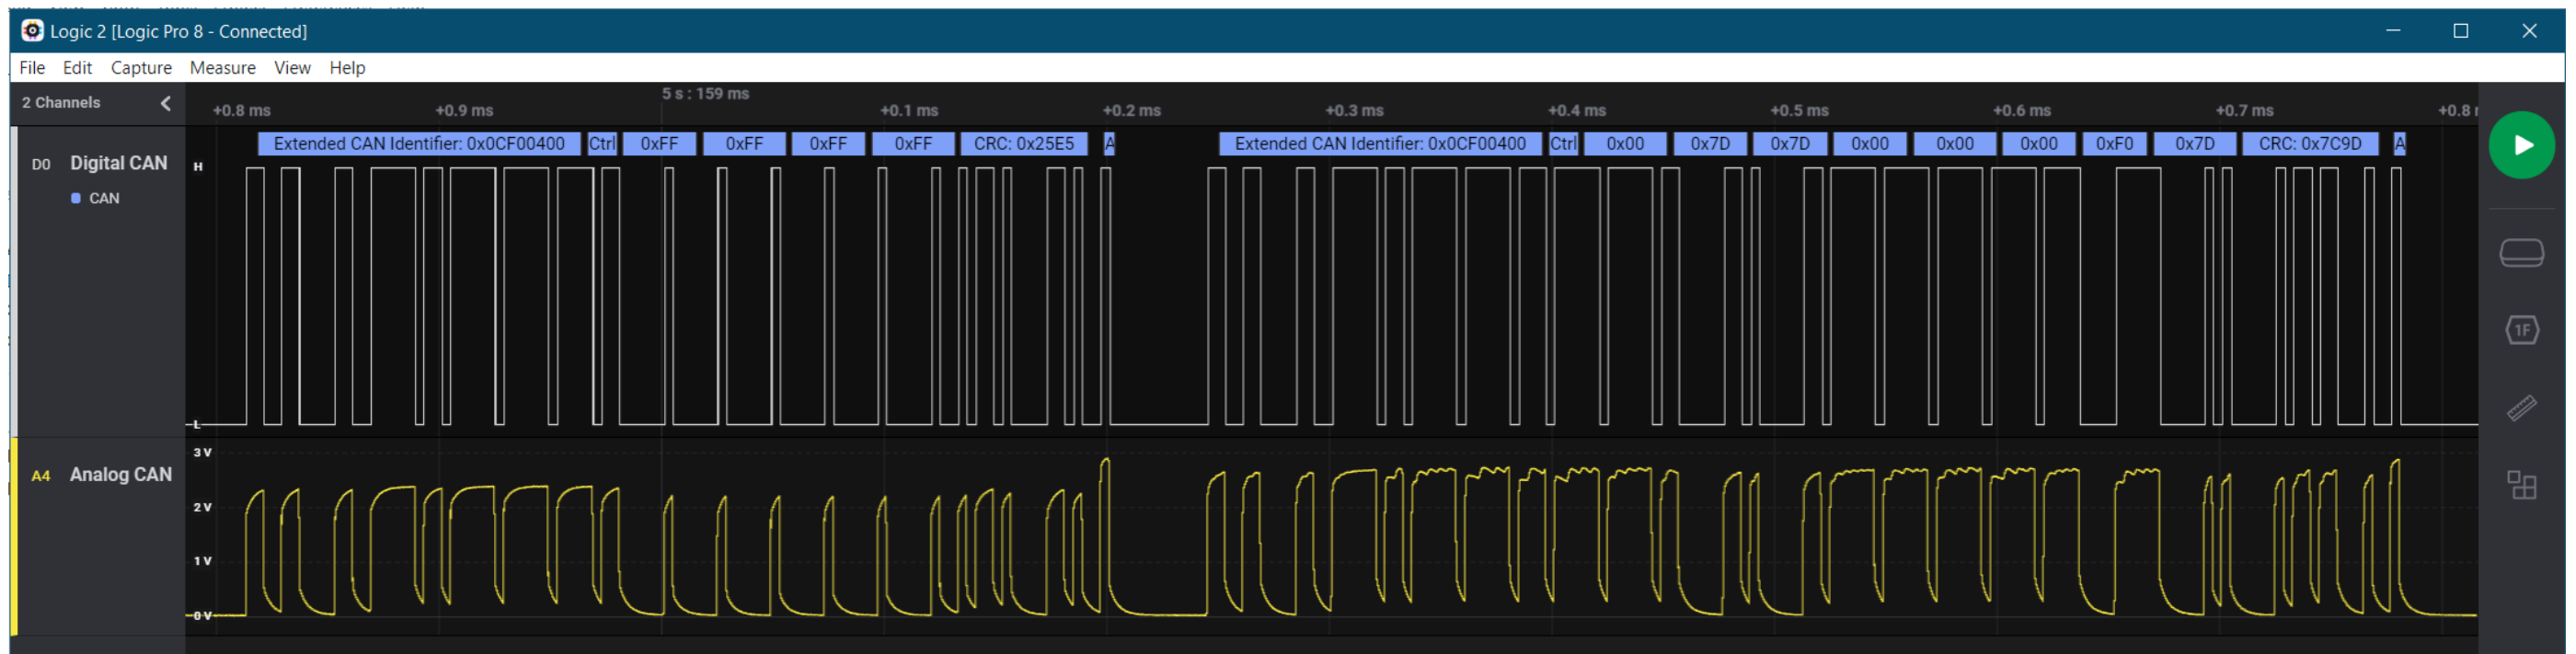 Logic 2 [Logic Pro 8 - Connected]
File Edit Capture Measure View Help
2 Channels
5 s : 159 ms
+0.8 ms +0.9 ms +0.1 ms +0.2 ms +0.3 ms +0.4 ms +0.5 ms +0.6 ms +0.7 ms +0.8
Extended CAN Identifier: 0x0CF00400 Ctrl 0xFF 0xFF 0xFF 0xFF CRC: 0x25E5 A Extended CAN Identifier: 0x0CF00400 Ctrl 0x00 0x7D 0x7D 0x00 0x00 0x00 0xF0 0x7D CRC: 0x7C9D A
D0 Digital CAN H
CAN
1F
L
3 V
A4 Analog CAN
2 V
1 V
0 V